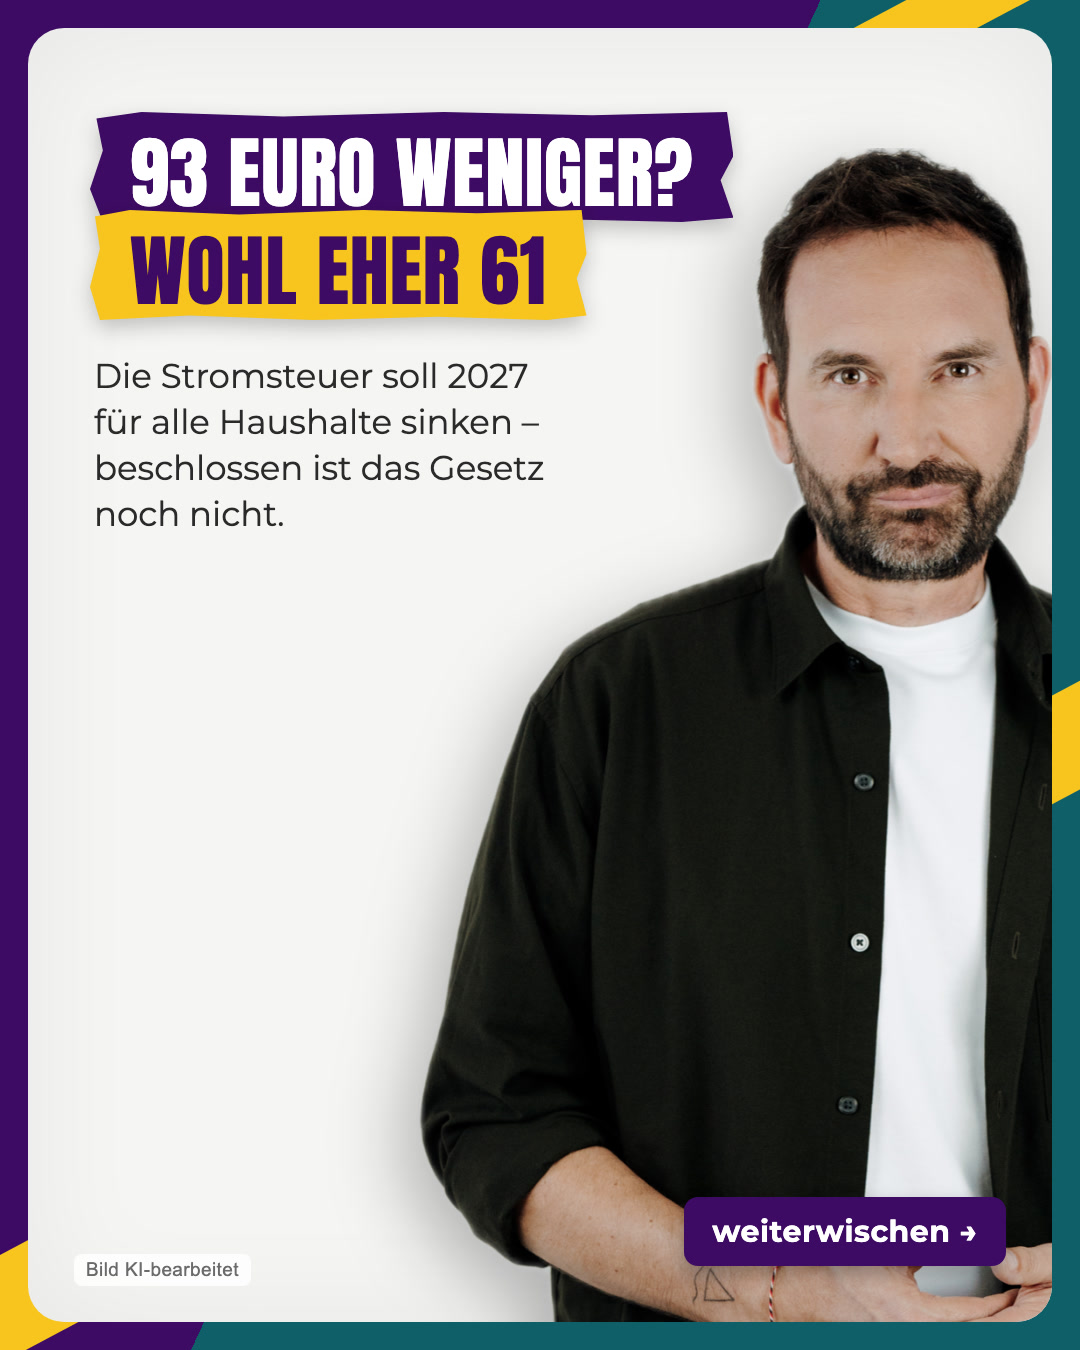 93 EURO WENIGER?
WOHL EHER 61
Die Stromsteuer soll 2027
für alle Haushalte sinken –
beschlossen ist das Gesetz
noch nicht.
weiterwischen →
Bild KI-bearbeitet